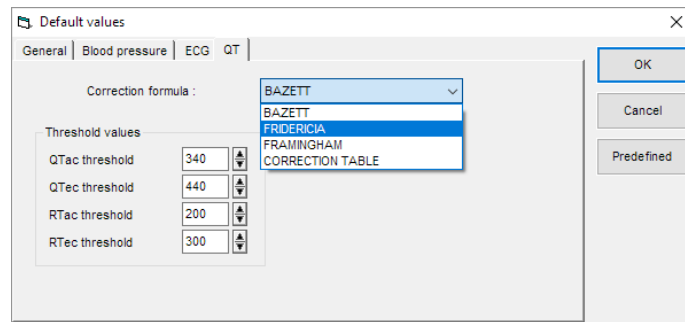 Default values
General Blood pressure ECG QT
OK
Correction formula : BAZETT
BAZETT
Cancel
FRIDERICIA
Threshold values
FRAMINGHAM
QTac threshold 340
CORRECTION TABLE
Predefined
QTec threshold 440
RTac threshold 200
RTec threshold 300